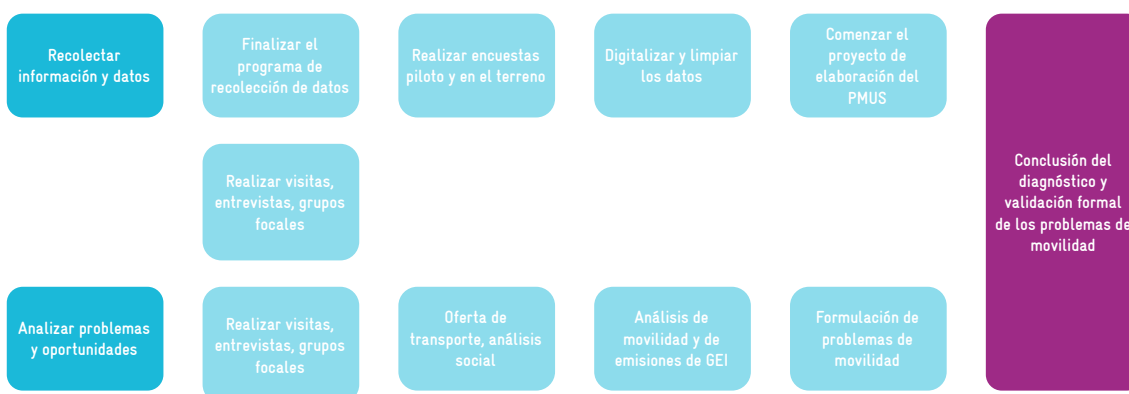 Recolectar
información y datos
Finalizar el
programa de
recolección de datos
Realizar encuestas
piloto y en el terreno
Digitalizar y limpiar
los datos
Comenzar el
proyecto de
elaboración del
PMUS
Realizar visitas,
entrevistas, grupos
focales
Conclusión del
diagnóstico y
validación formal
de los problemas de
movilidad
Analizar problemas
y oportunidades
Realizar visitas,
entrevistas, grupos
focales
Oferta de
transporte, análisis
social
Análisis de
movilidad y de
emisiones de GEI
Formulación de
problemas de
movilidad